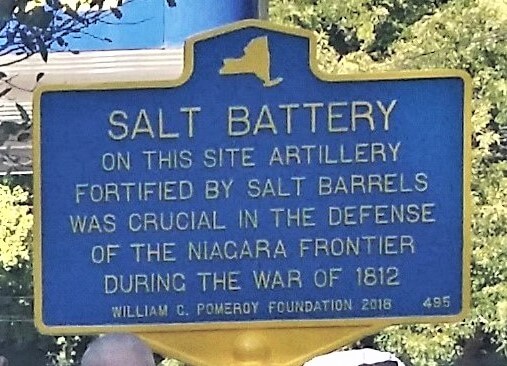 SALT BATTERY
ON THIS SITE ARTILLERY
FORTIFIED BY SALT BARRELS
WAS CRUCIAL IN THE DEFENSE
OF THE NIAGARA FRONTIER
DURING THE WAR OF 1812
WILLIAM C. POMEROY FOUNDATION 2018 495